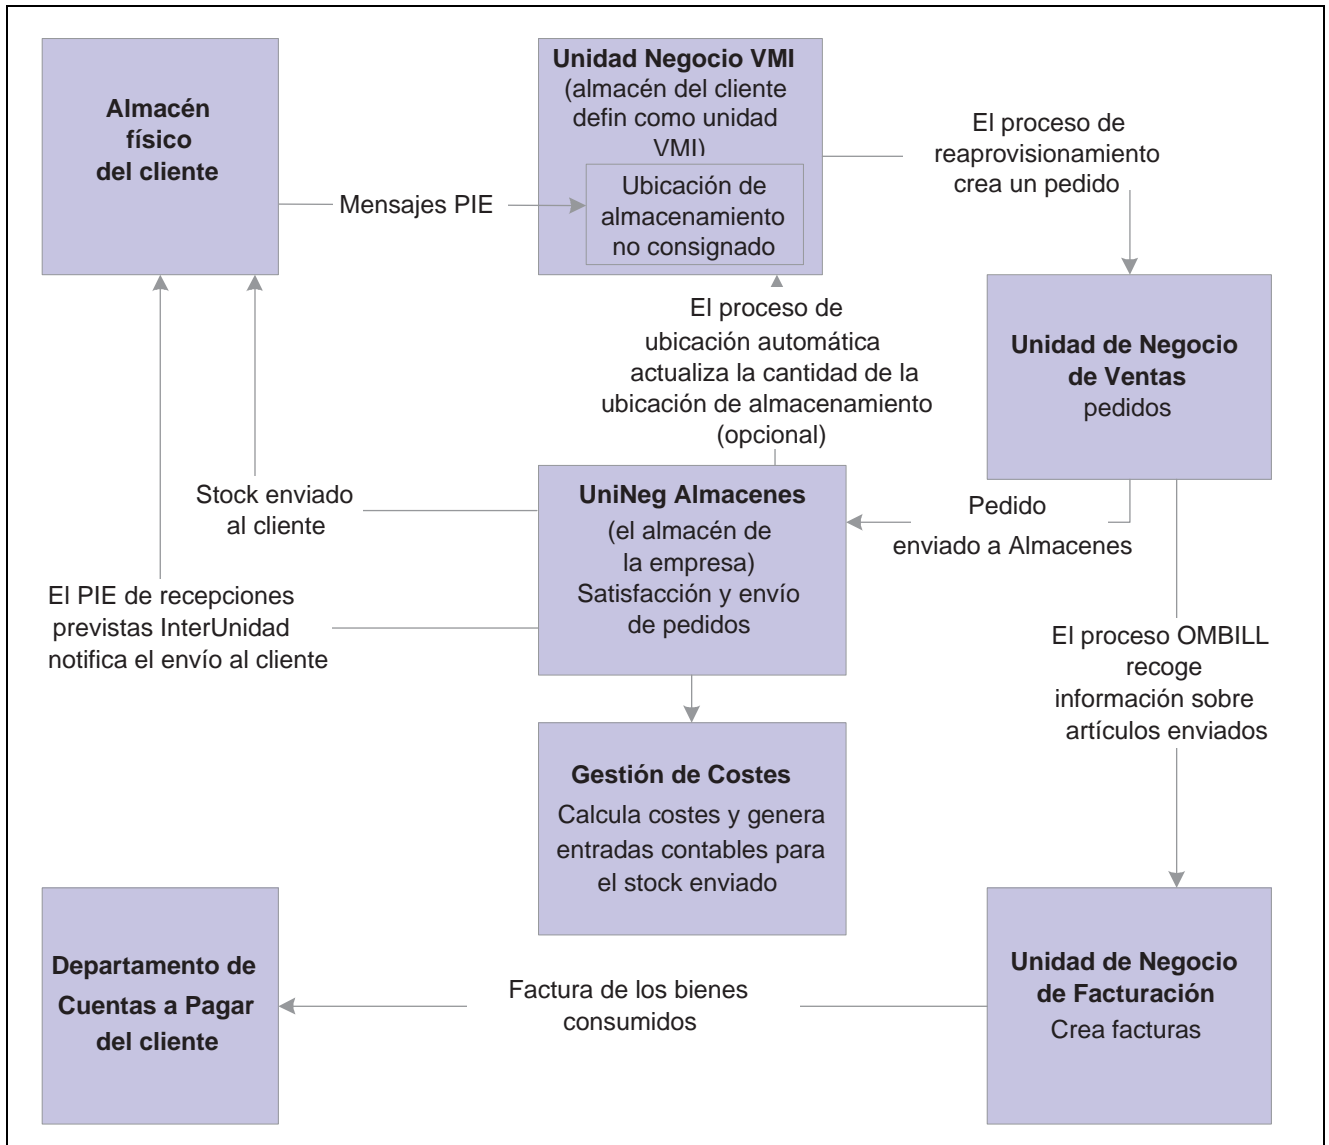 Almacén
físico
del cliente
Mensajes PIE
Unidad Negocio VMI
(almacén del cliente
defin como unidad
VMI)
Ubicación de
almacenamiento
no consignado
El proceso de
reaprovisionamiento
crea un pedido
Unidad de Negocio
de Ventas
pedidos
El proceso de
ubicación automática
actualiza la cantidad de la
ubicación de almacenamiento
(opcional)
Stock enviado
al cliente
UniNeg Almacenes
(el almacén de
la empresa)
Satisfacción y envío
de pedidos
Pedido
enviado a Almacenes
El PIE de recepciones
previstas InterUnidad
notifica el envío al cliente
El proceso OMBILL
recoge
información sobre
artículos enviados
Gestión de Costes
Calcula costes y genera
entradas contables para
el stock enviado
Departamento de
Cuentas a Pagar
del cliente
Factura de los bienes
consumidos
Unidad de Negocio
de Facturación
Crea facturas